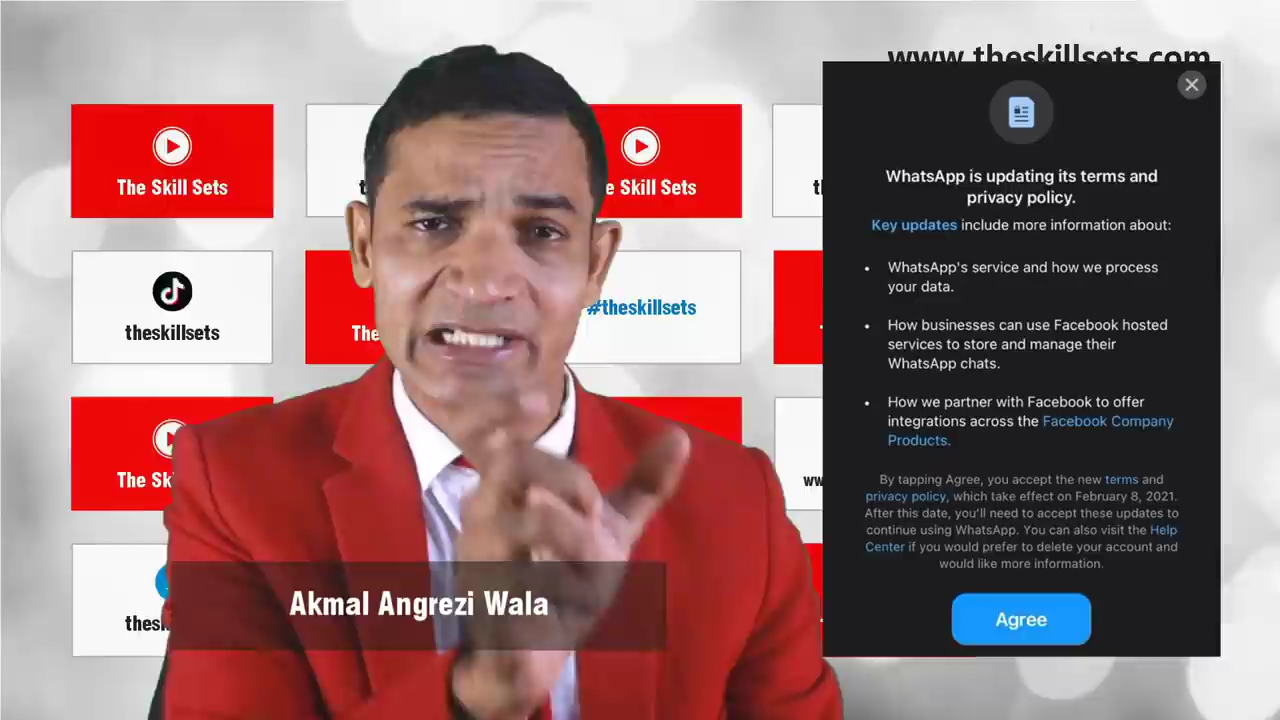 www.theskillsets.com
The Skill Sets
e Skill Sets
theskillsets
The
#theskillsets
The Sk
ww
thesk
Akmal Angrezi Wala
WhatsApp is updating its terms and
privacy policy.
Key updates include more information about:
• WhatsApp's service and how we process
your data.
• How businesses can use Facebook hosted
services to store and manage their
WhatsApp chats.
• How we partner with Facebook to offer
integrations across the Facebook Company
Products.
By tapping Agree, you accept the new terms and
privacy policy, which take effect on February 8, 2021.
After this date, you'll need to accept these updates to
continue using WhatsApp. You can also visit the Help
Center if you would prefer to delete your account and
would like more information.
Agree